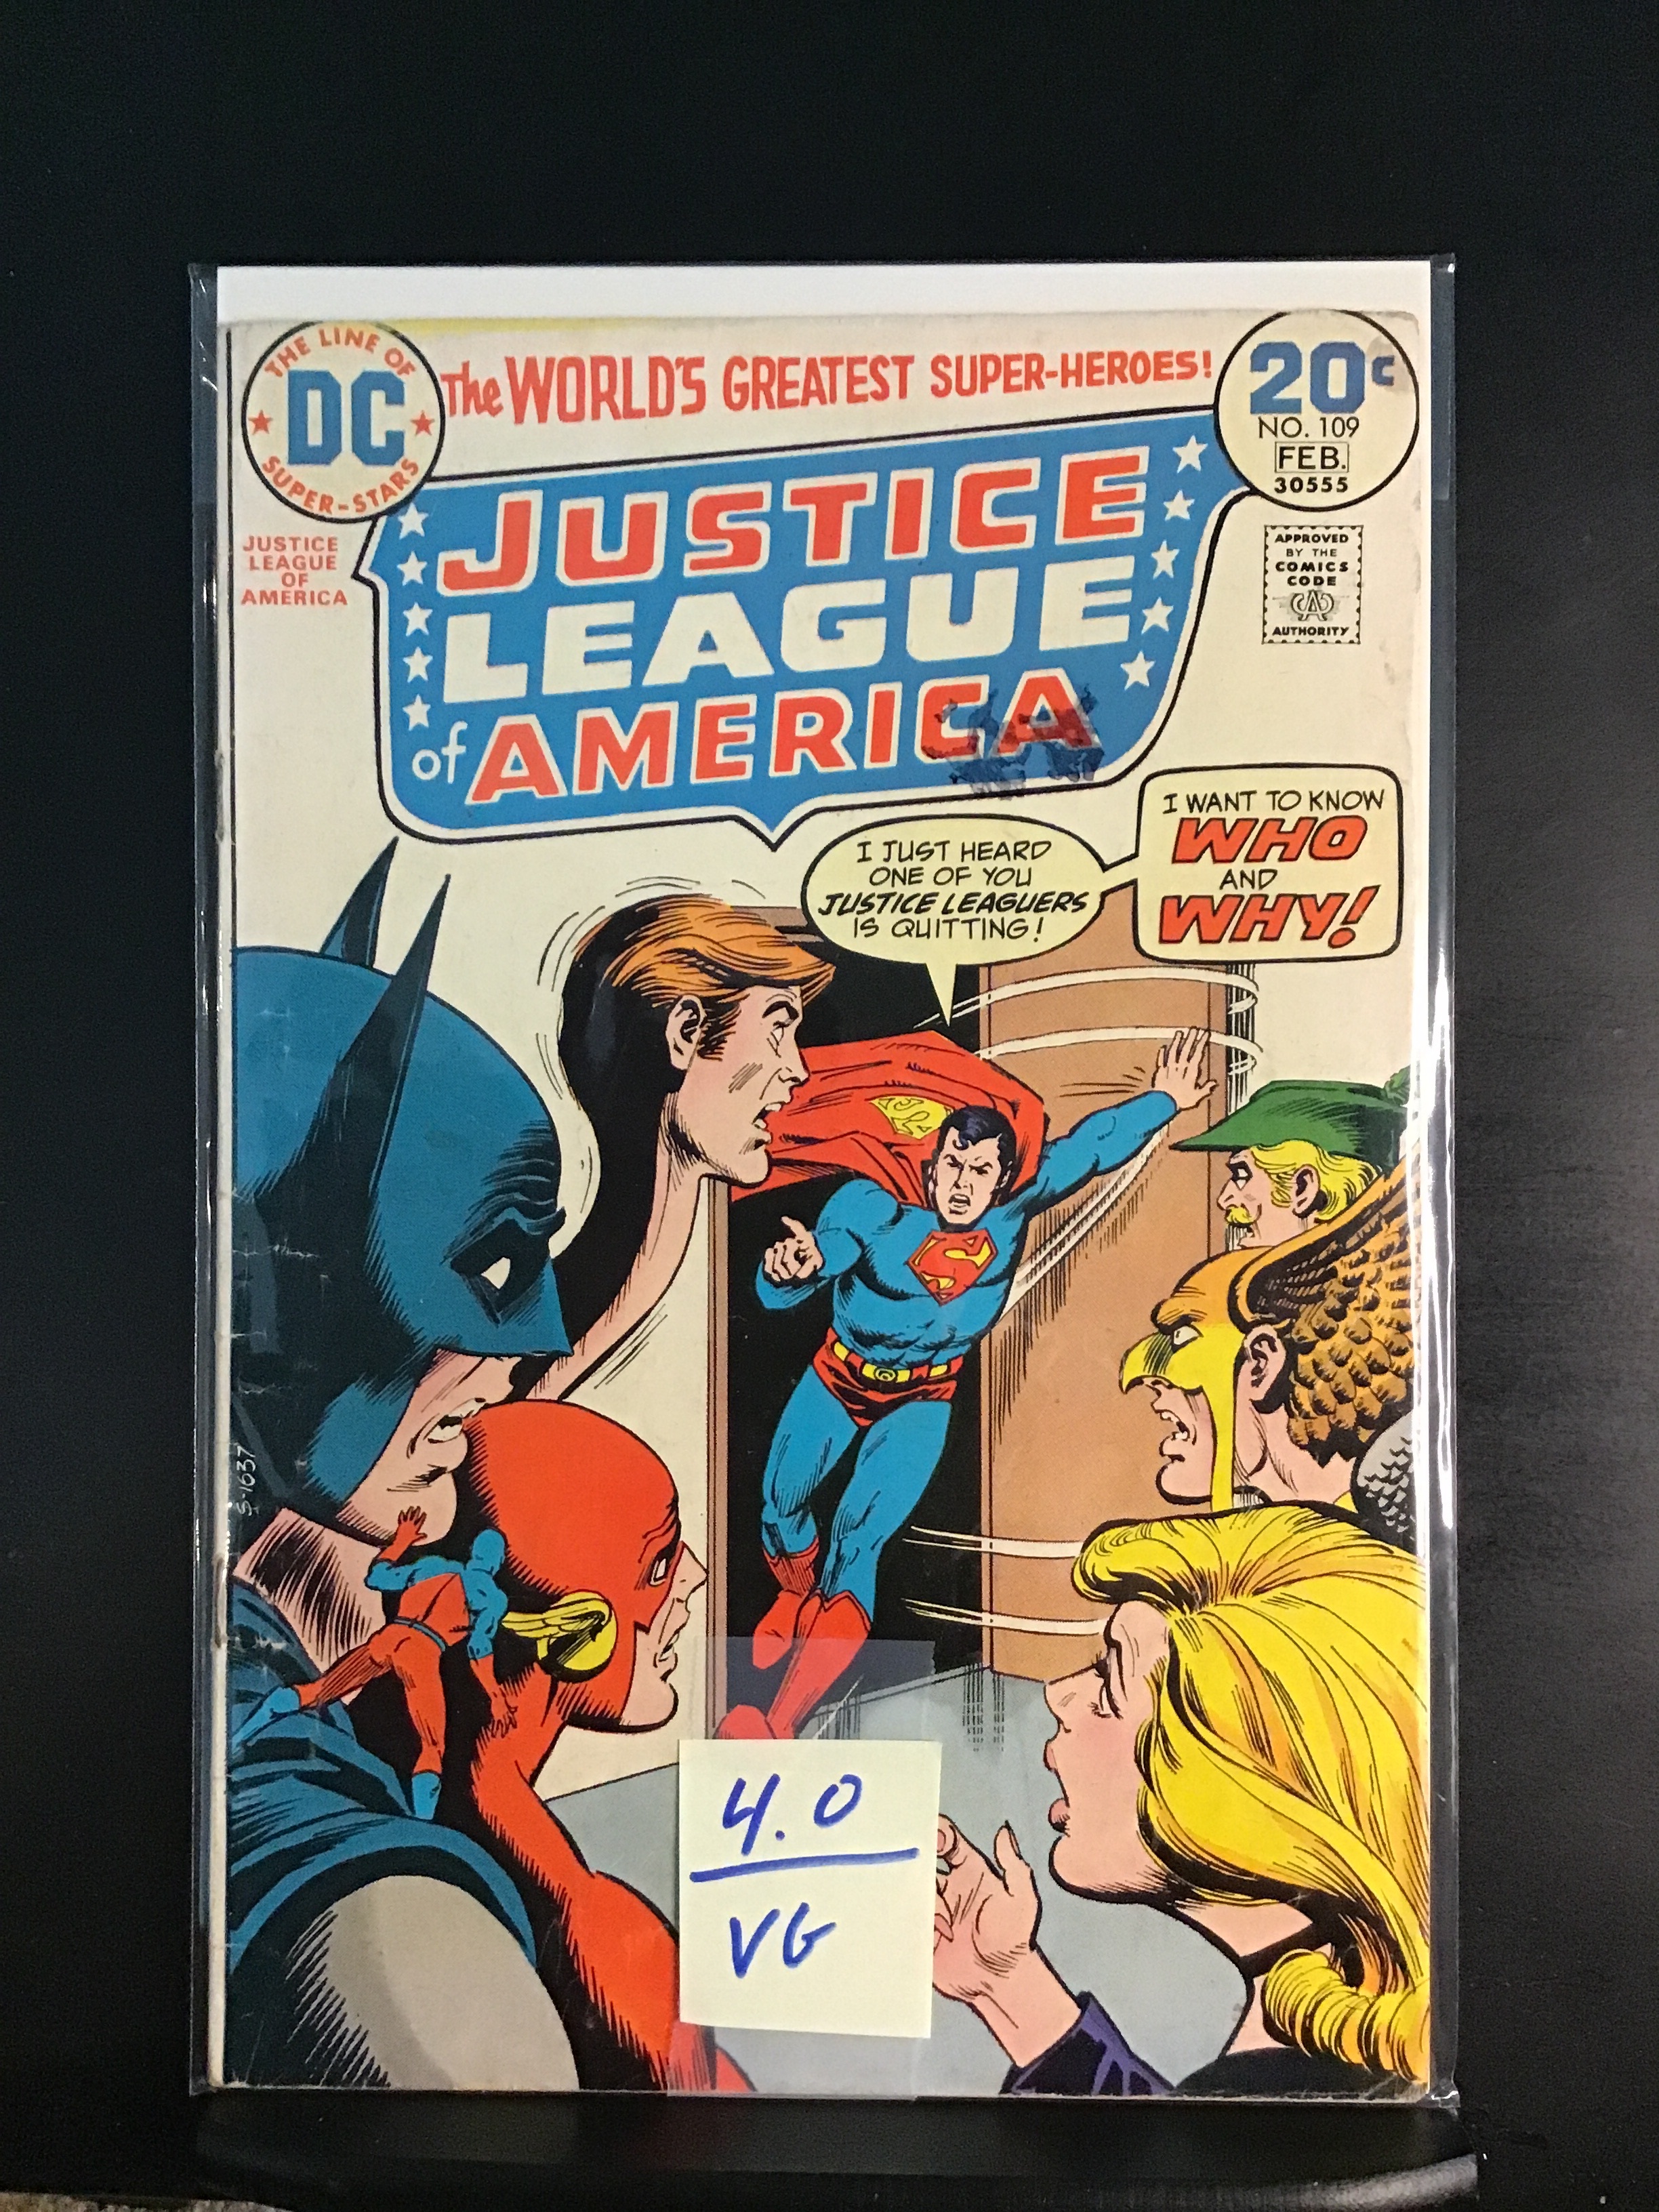 THE LINE OF
DC
SUPER-STARS
The WORLD'S GREATEST SUPER-HEROES!
20¢
NO. 109
FEB.
30555
JUSTICE
LEAGUE
OF
AMERICA
JUSTICE
LEAGUE
of AMERICA
APPROVED
BY THE
COMICS
CODE
CA
AUTHORITY
I JUST HEARD
ONE OF YOU
JUSTICE LEAGUERS
IS QUITTING!
I WANT TO KNOW
WHO
AND
WHY!
S
S
S-1637
4.0
VG